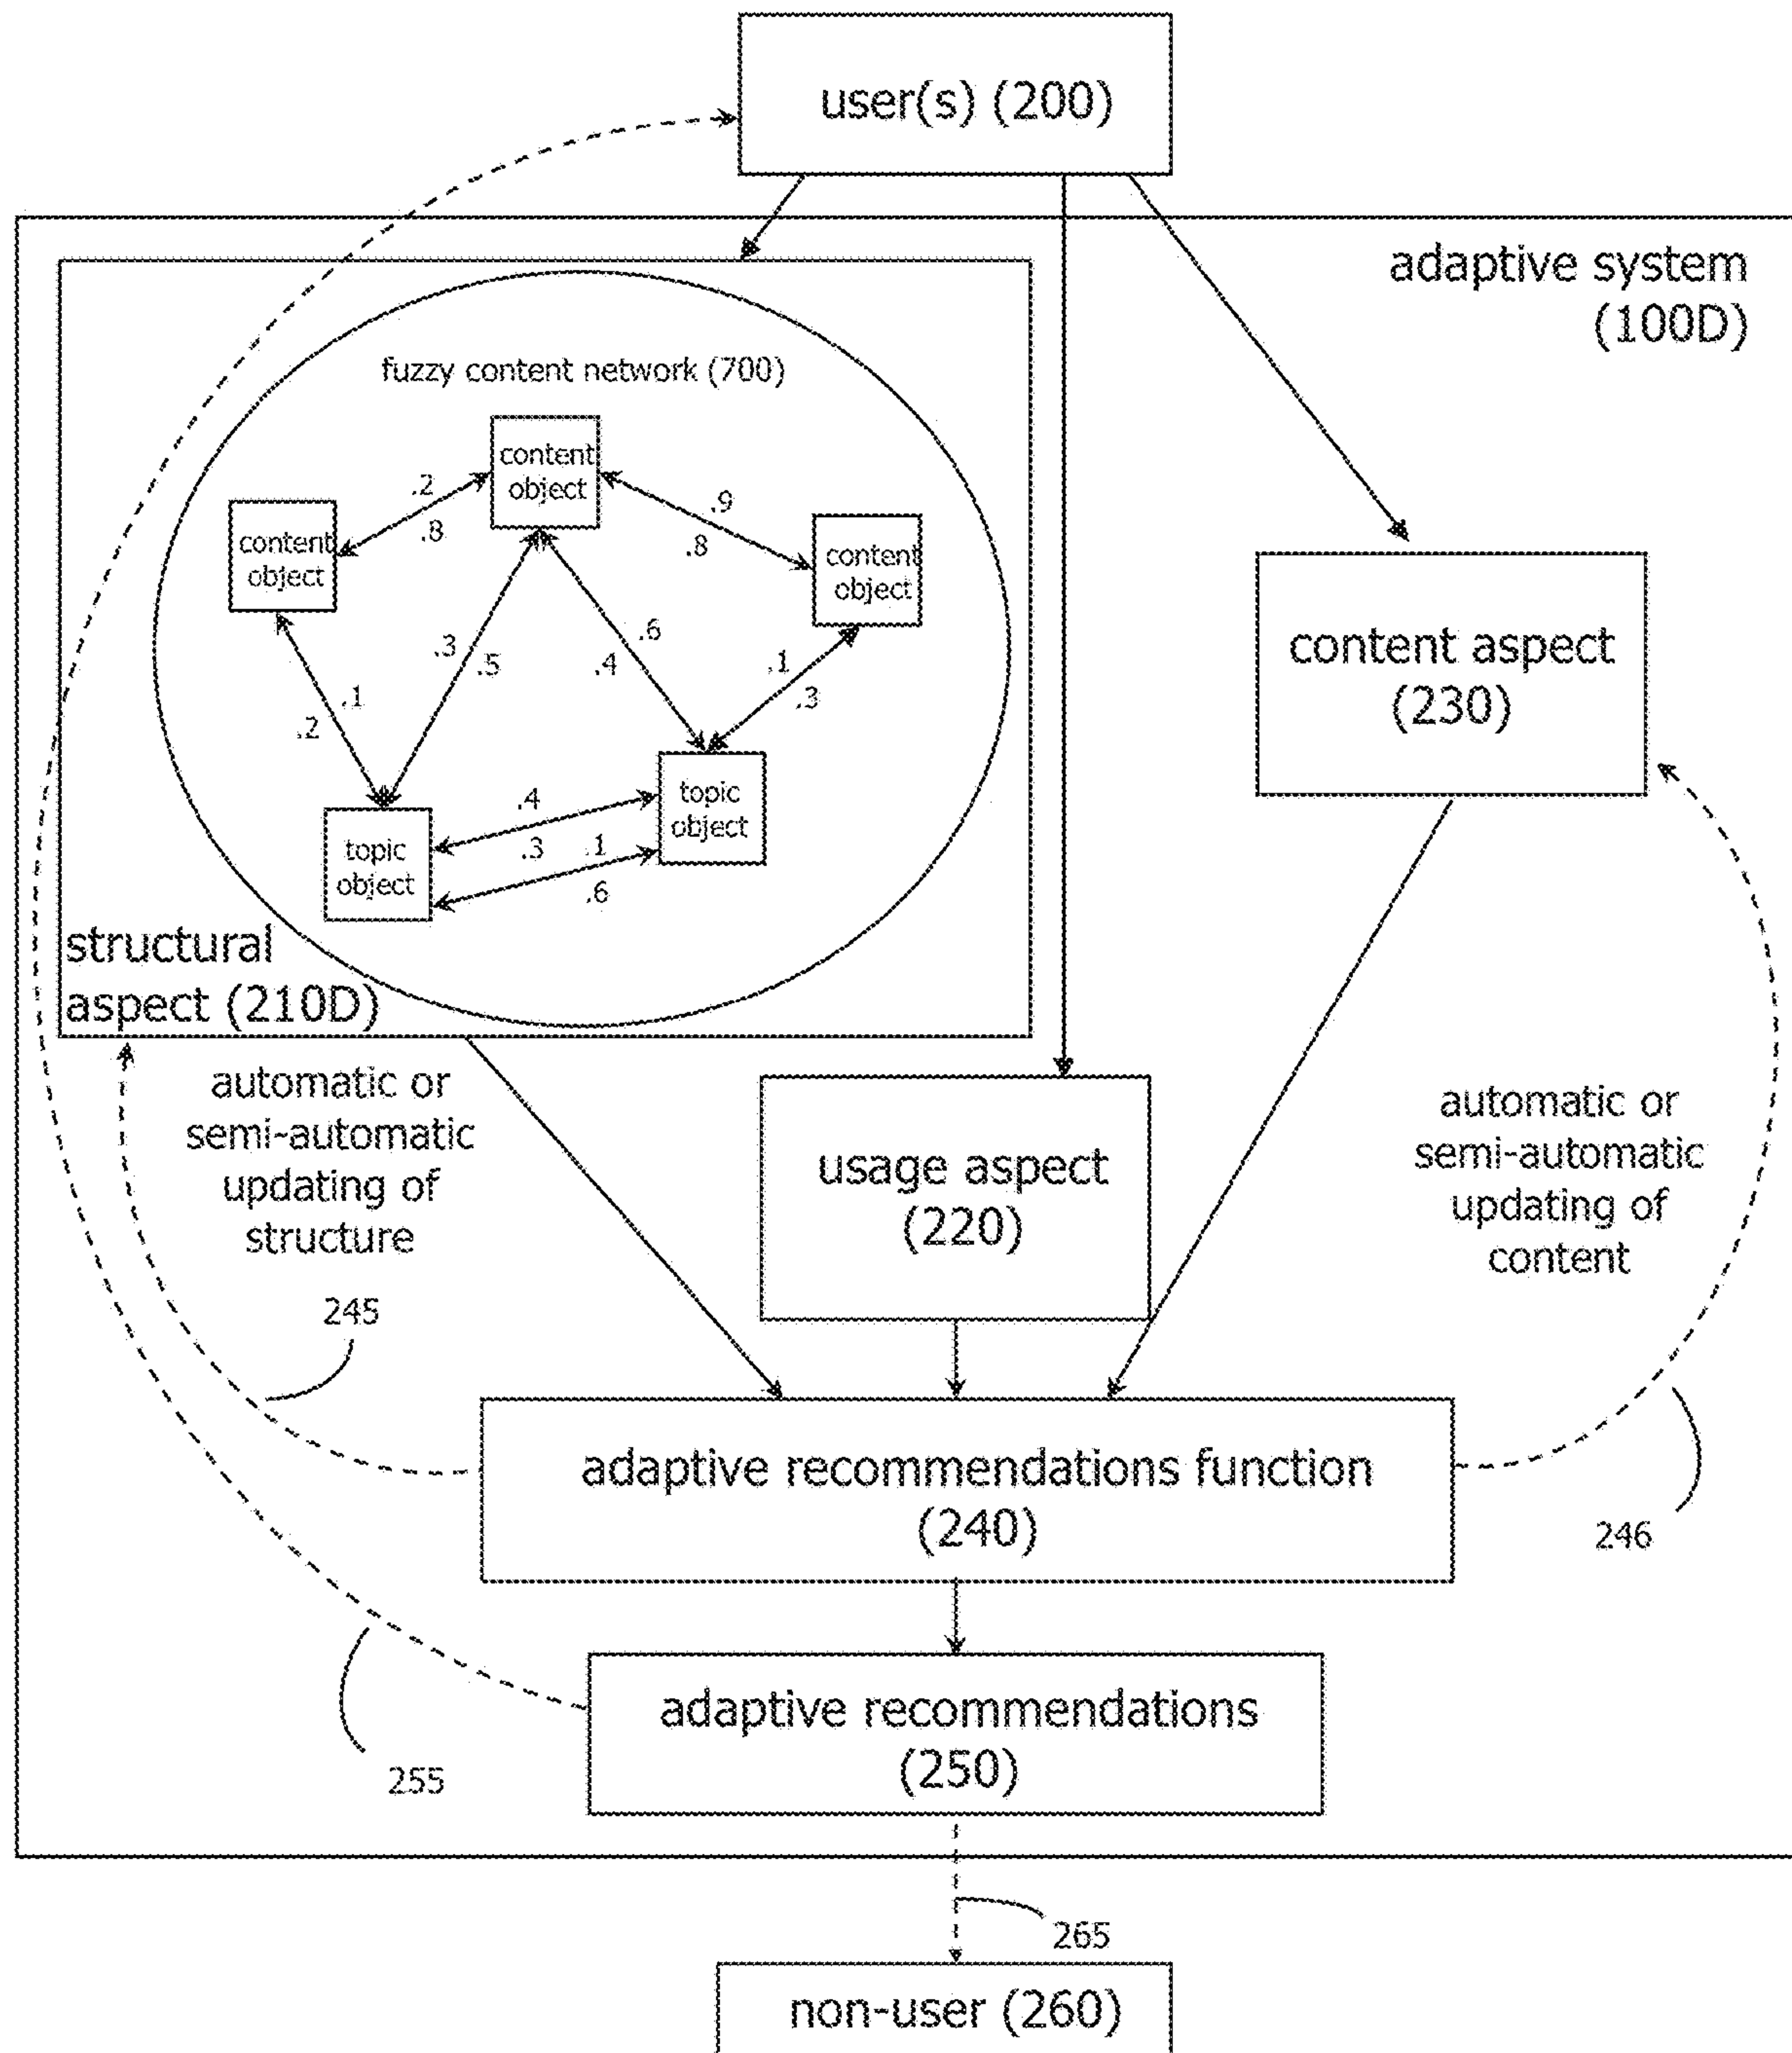 user(s) (200)
adaptive system
(100D)
fuzzy content network (700)
content
object
.2
.8
.9
.8
content
object
content
object
.3
.5
.6
.4
.1
.3
.1
.2
topic
object
.4
.3
.1
.6
topic
object
structural
aspect (210D)
content aspect
(230)
automatic or
semi-automatic
updating of
structure
245
usage aspect
(220)
automatic or
semi-automatic
updating of
content
246
adaptive recommendations function
(240)
adaptive recommendations
(250)
255
265
non-user (260)